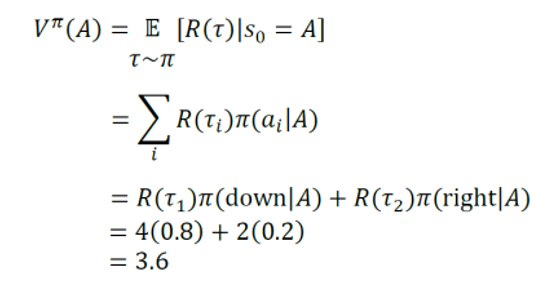 V^π(A) = 𝔼 [R(τ)|s₀ = A]
τ~π
= ∑ R(τᵢ)π(aᵢ|A)
i
= R(τ₁)π(down|A) + R(τ₂)π(right|A)
= 4(0.8) + 2(0.2)
= 3.6